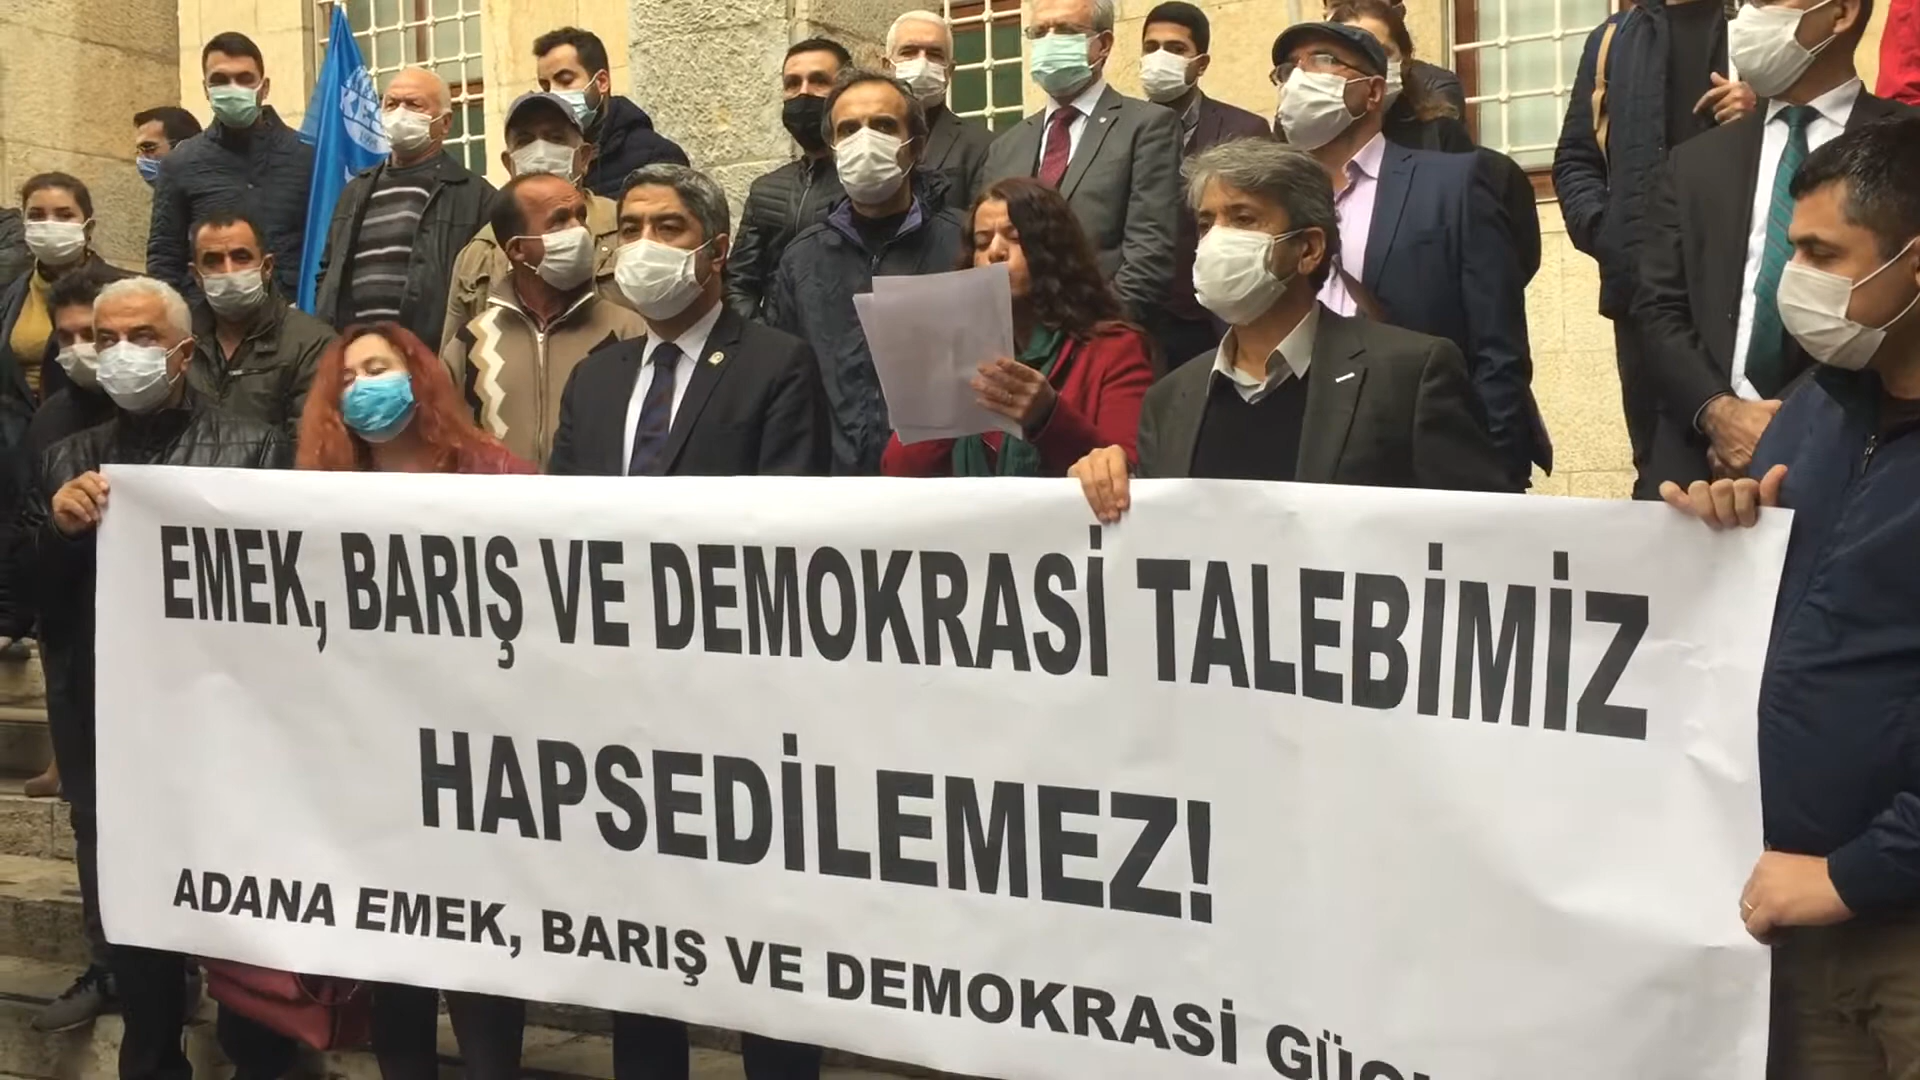 EMEK, BARIŞ VE DEMOKRASİ TALEBİMİZ
HAPSEDİLEMEZ!
ADANA EMEK, BARIŞ VE DEMOKRASİ